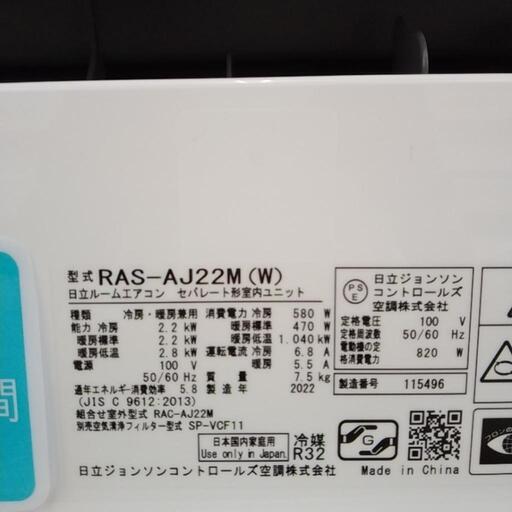 型式 RAS-AJ22M(W)
日立ルームエアコン セパレート形室内ユニット
種類 冷房・暖房兼用 消費電力 冷房 580 W
能力 冷房 2.2 kW 暖房標準 470 W
暖房標準 2.2 kW 暖房低温 1.040 kW
暖房低温 2.8 kW 運転電流 冷房 6.8 A
電源 100 V 暖房 5.5 A
50/60 Hz 質量 7.5 kg
通年エネルギー消費効率 5.8 製造年 2022
(JIS C 9612:2013)
組合せ室外型式 RAC-AJ22M
別売空気清浄フィルター型式 SP-VCF11
日本国内家庭用
Use only in Japan
冷媒
R32
日立ジョンソンコントロールズ空調株式会社
PS
E
日立ジョンソン
コントロールズ
空調株式会社
定格電圧 100 V
定格周波数 50/60 Hz
電動機の定
格消費電力 820 W
製造番号 115496
G
Made in China
間
フロンの